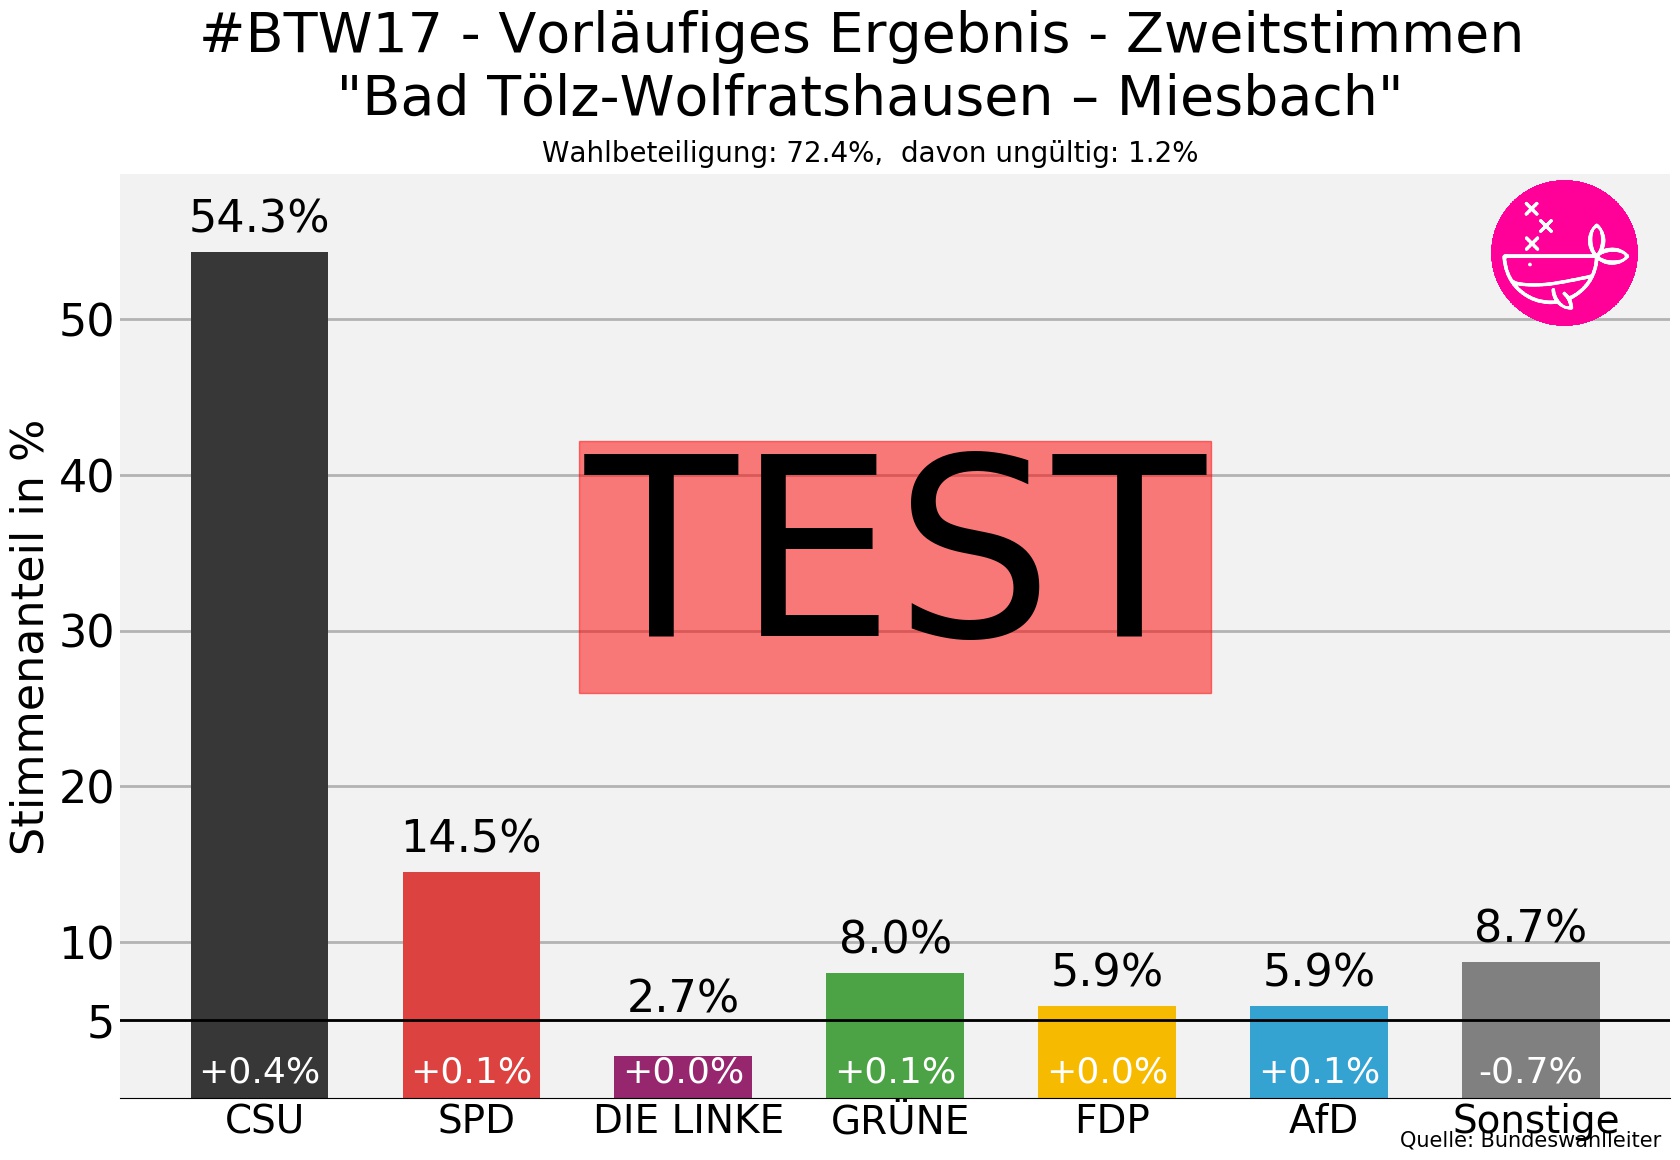 #BTW17 - Vorläufiges Ergebnis - Zweitstimmen
"Bad Tölz-Wolfratshausen – Miesbach"
Wahlbeteiligung: 72.4%, davon ungültig: 1.2%
54.3%
50
TEST
40
30
Stimmenanteil in %
20
14.5%
10
8.0%
8.7%
2.7%
5.9%
5.9%
5
+0.4%
+0.1%
+0.0%
+0.1%
+0.0%
+0.1%
-0.7%
CSU
SPD
DIE LINKE
GRÜNE
FDP
AfD
Sonstige
Quelle: Bundeswahlleiter